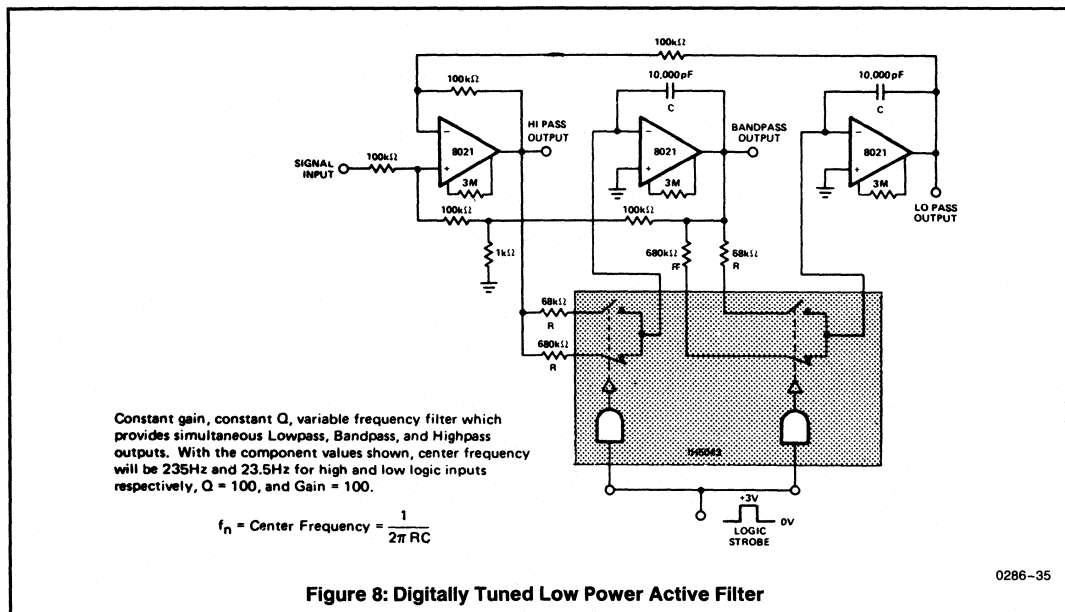 100kΩ
100kΩ
10,000pF
C
10,000pF
C
HI PASS
OUTPUT
BANDPASS
OUTPUT
SIGNAL
INPUT
100kΩ
−
8021
+
3M
−
8021
+
3M
−
8021
+
3M
LO PASS
OUTPUT
100kΩ
100kΩ
1kΩ
680kΩ
68kΩ
R
68kΩ
R
680kΩ
R
Constant gain, constant Q, variable frequency filter which
provides simultaneous Lowpass, Bandpass, and Highpass
outputs. With the component values shown, center frequency
will be 235Hz and 23.5Hz for high and low logic inputs
respectively, Q = 100, and Gain = 100.
fn = Center Frequency = 1
2π RC
+3V
0V
LOGIC
STROBE
0286–35
Figure 8: Digitally Tuned Low Power Active Filter